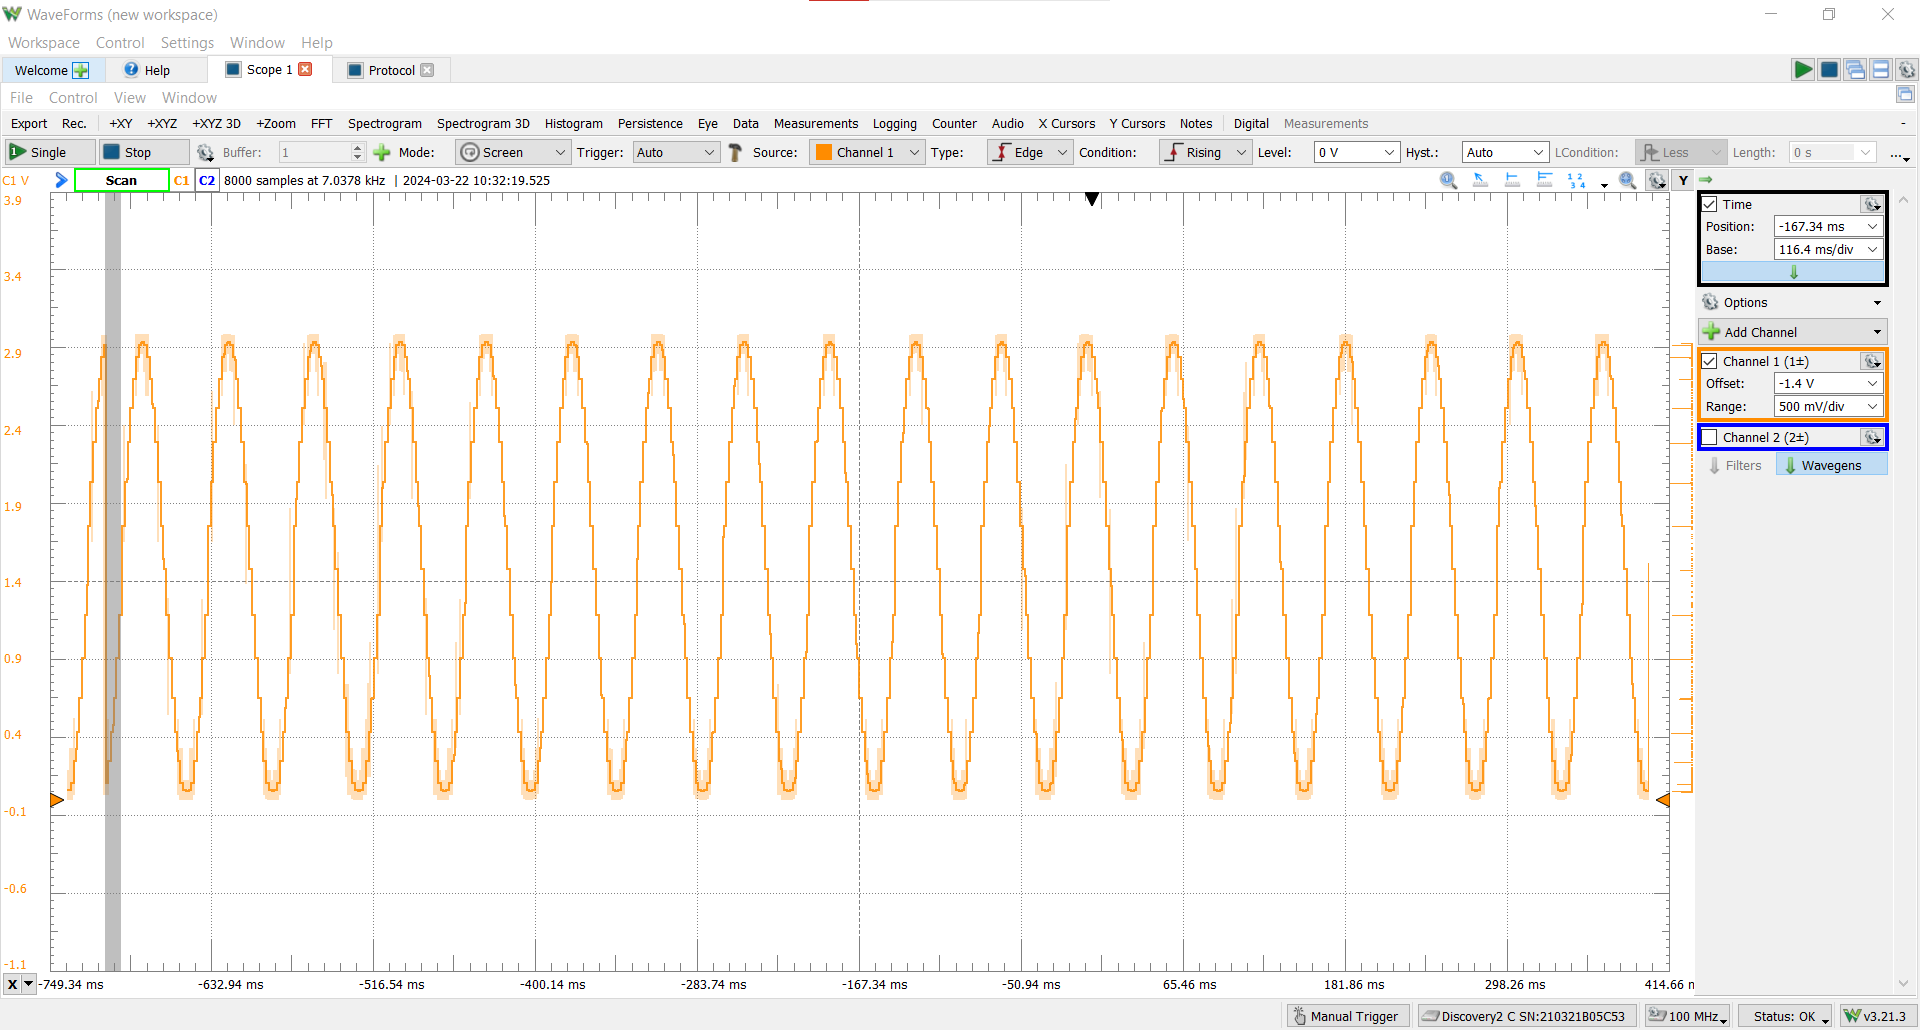 WaveForms (new workspace)
Workspace Control Settings Window Help
Welcome Help Scope 1 Protocol
File Control View Window
Export Rec. +XY +XYZ +XYZ 3D +Zoom FFT Spectrogram Spectrogram 3D Histogram Persistence Eye Data Measurements Logging Counter Audio X Cursors Y Cursors Notes Digital Measurements -
Single Stop Buffer: 1 Mode: Screen Trigger: Auto Source: Channel 1 Type: Edge Condition: Rising Level: 0 V Hyst.: Auto LCondition: Less Length: 0 s ...
C1 V Scan C1 C2 8000 samples at 7.0378 kHz | 2024-03-22 10:32:19.525 Y
3.9
3.4
2.9
2.4
1.9
1.4
0.9
0.4
-0.1
-0.6
-1.1
Time
Position: -167.34 ms
Base: 116.4 ms/div
Options
Add Channel
Channel 1 (1±)
Offset: -1.4 V
Range: 500 mV/div
Channel 2 (2±)
Filters Wavegens
X -749.34 ms -632.94 ms -516.54 ms -400.14 ms -283.74 ms -167.34 ms -50.94 ms 65.46 ms 181.86 ms 298.26 ms 414.66 m
Manual Trigger Discovery2 C SN:210321B05C53 100 MHz Status: OK v3.21.3